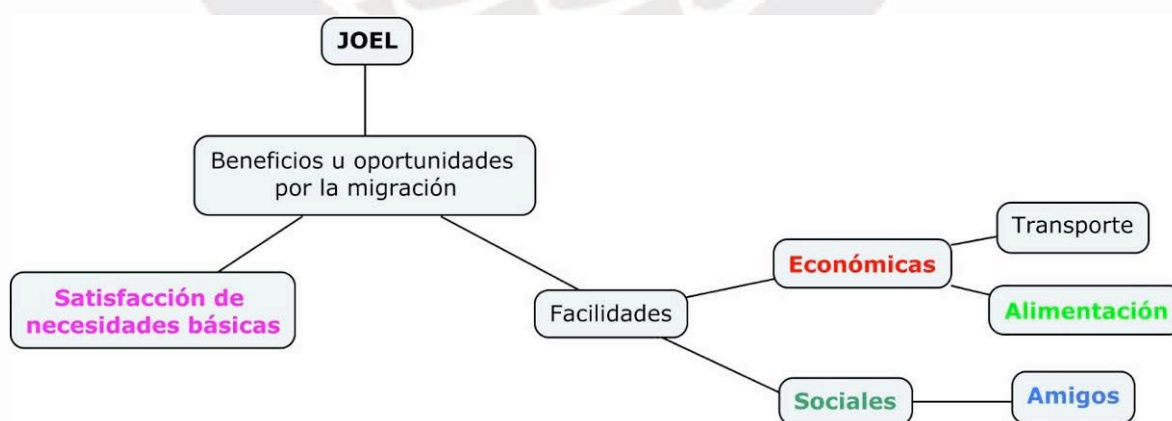 JOEL
Beneficios u oportunidades
por la migración
Satisfacción de
necesidades básicas
Facilidades
Económicas
Transporte
Alimentación
Sociales
Amigos